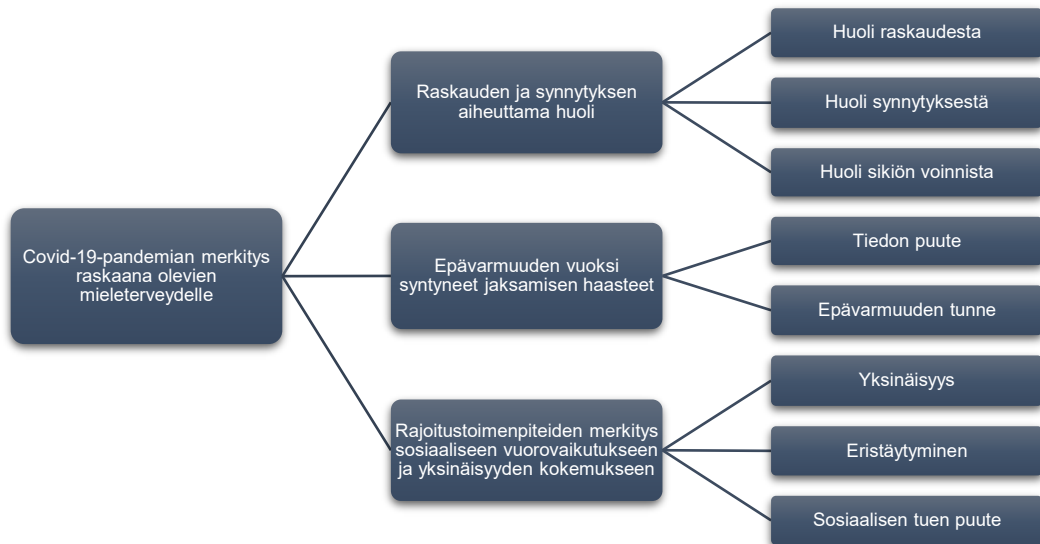 Covid-19-pandemian merkitys
raskaana olevien
mieleterveydelle
Raskauden ja synnytyksen
aiheuttama huoli
Huoli raskaudesta
Huoli synnytyksestä
Huoli sikiön voinnista
Epävarmuuden vuoksi
syntyneet jaksamisen haasteet
Tiedon puute
Epävarmuuden tunne
Rajoitustoimenpiteiden merkitys
sosiaaliseen vuorovaikutukseen
ja yksinäisyyden kokemukseen
Yksinäisyys
Eristäytyminen
Sosiaalisen tuen puute